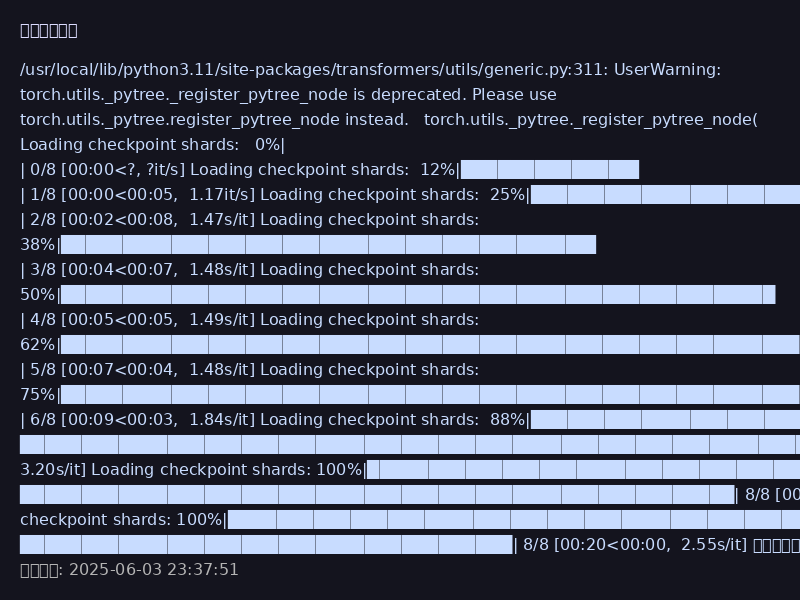 /usr/local/lib/python3.11/site-packages/transformers/utils/generic.py:311: UserWarning:
torch.utils._pytree._register_pytree_node is deprecated. Please use
torch.utils._pytree.register_pytree_node instead.   torch.utils._pytree._register_pytree_node(
Loading checkpoint shards:   0%|
| 0/8 [00:00<?, ?it/s] Loading checkpoint shards:  12%|
| 1/8 [00:00<00:05,  1.17it/s] Loading checkpoint shards:  25%|
| 2/8 [00:02<00:08,  1.47s/it] Loading checkpoint shards:
38%|
| 3/8 [00:04<00:07,  1.48s/it] Loading checkpoint shards:
50%|
| 4/8 [00:05<00:05,  1.49s/it] Loading checkpoint shards:
62%|
| 5/8 [00:07<00:04,  1.48s/it] Loading checkpoint shards:
75%|
| 6/8 [00:09<00:03,  1.84s/it] Loading checkpoint shards:  88%|
3.20s/it] Loading checkpoint shards: 100%|
| 8/8 [00
checkpoint shards: 100%|
| 8/8 [00:20<00:00,  2.55s/it]
: 2025-06-03 23:37:51